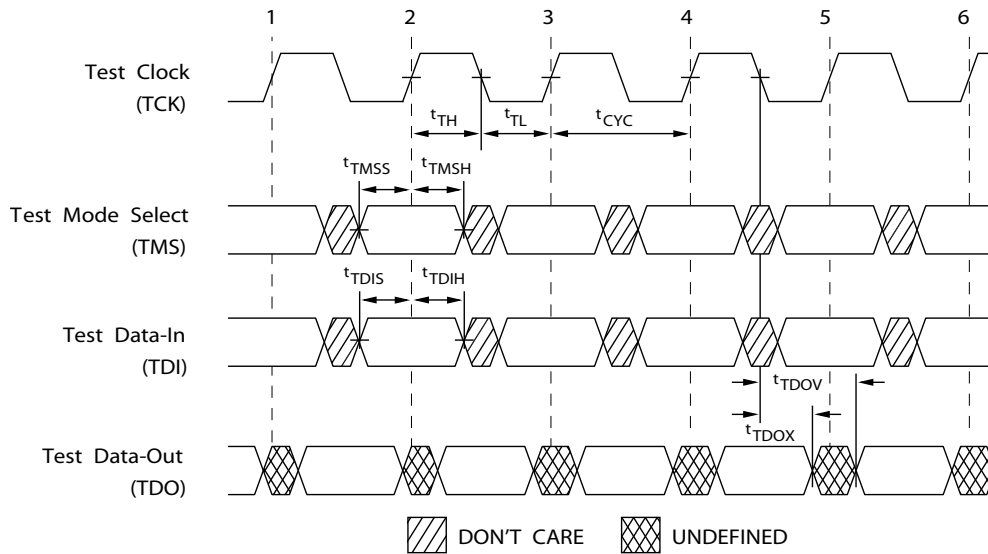 1 2 3 4 5 6
Test Clock
(TCK)
tTH tTL tCYC
tTMSS tTMSH
Test Mode Select
(TMS)
tTDIS tTDIH
Test Data-In
(TDI)
tTDOV
tTDOX
Test Data-Out
(TDO)
DON'T CARE UNDEFINED